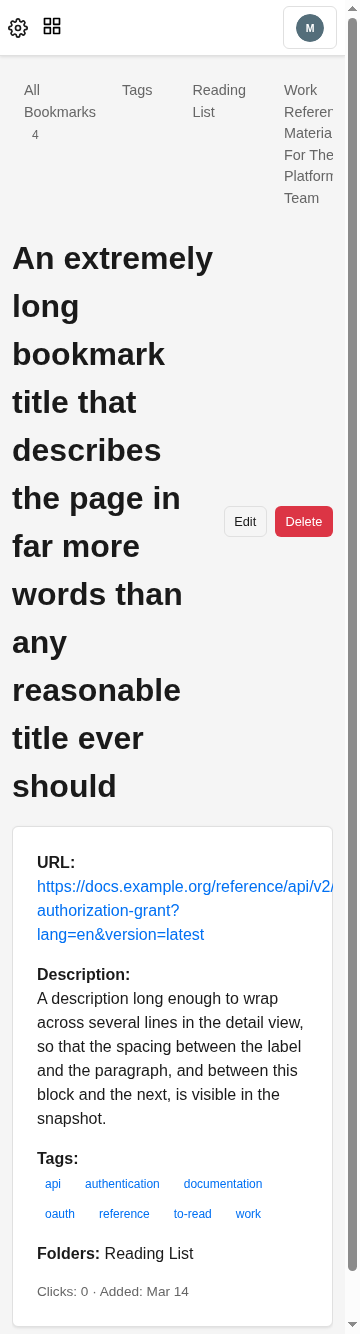 M
All
Bookmarks
4
Tags
Reading
List
Work
Materia
For The
Team
An extremely
long
bookmark
title that
describes
the page in
far more
words than
any
reasonable
title ever
should
Edit
Delete
URL:
https://docs.example.org/reference/api/v2/
authorization-grant?
lang=en&version=latest
Description:
A description long enough to wrap
across several lines in the detail view,
so that the spacing between the label
and the paragraph, and between this
block and the next, is visible in the
snapshot.
Tags:
api authentication documentation
oauth reference to-read work
Folders: Reading List
Clicks: 0 · Added: Mar 14